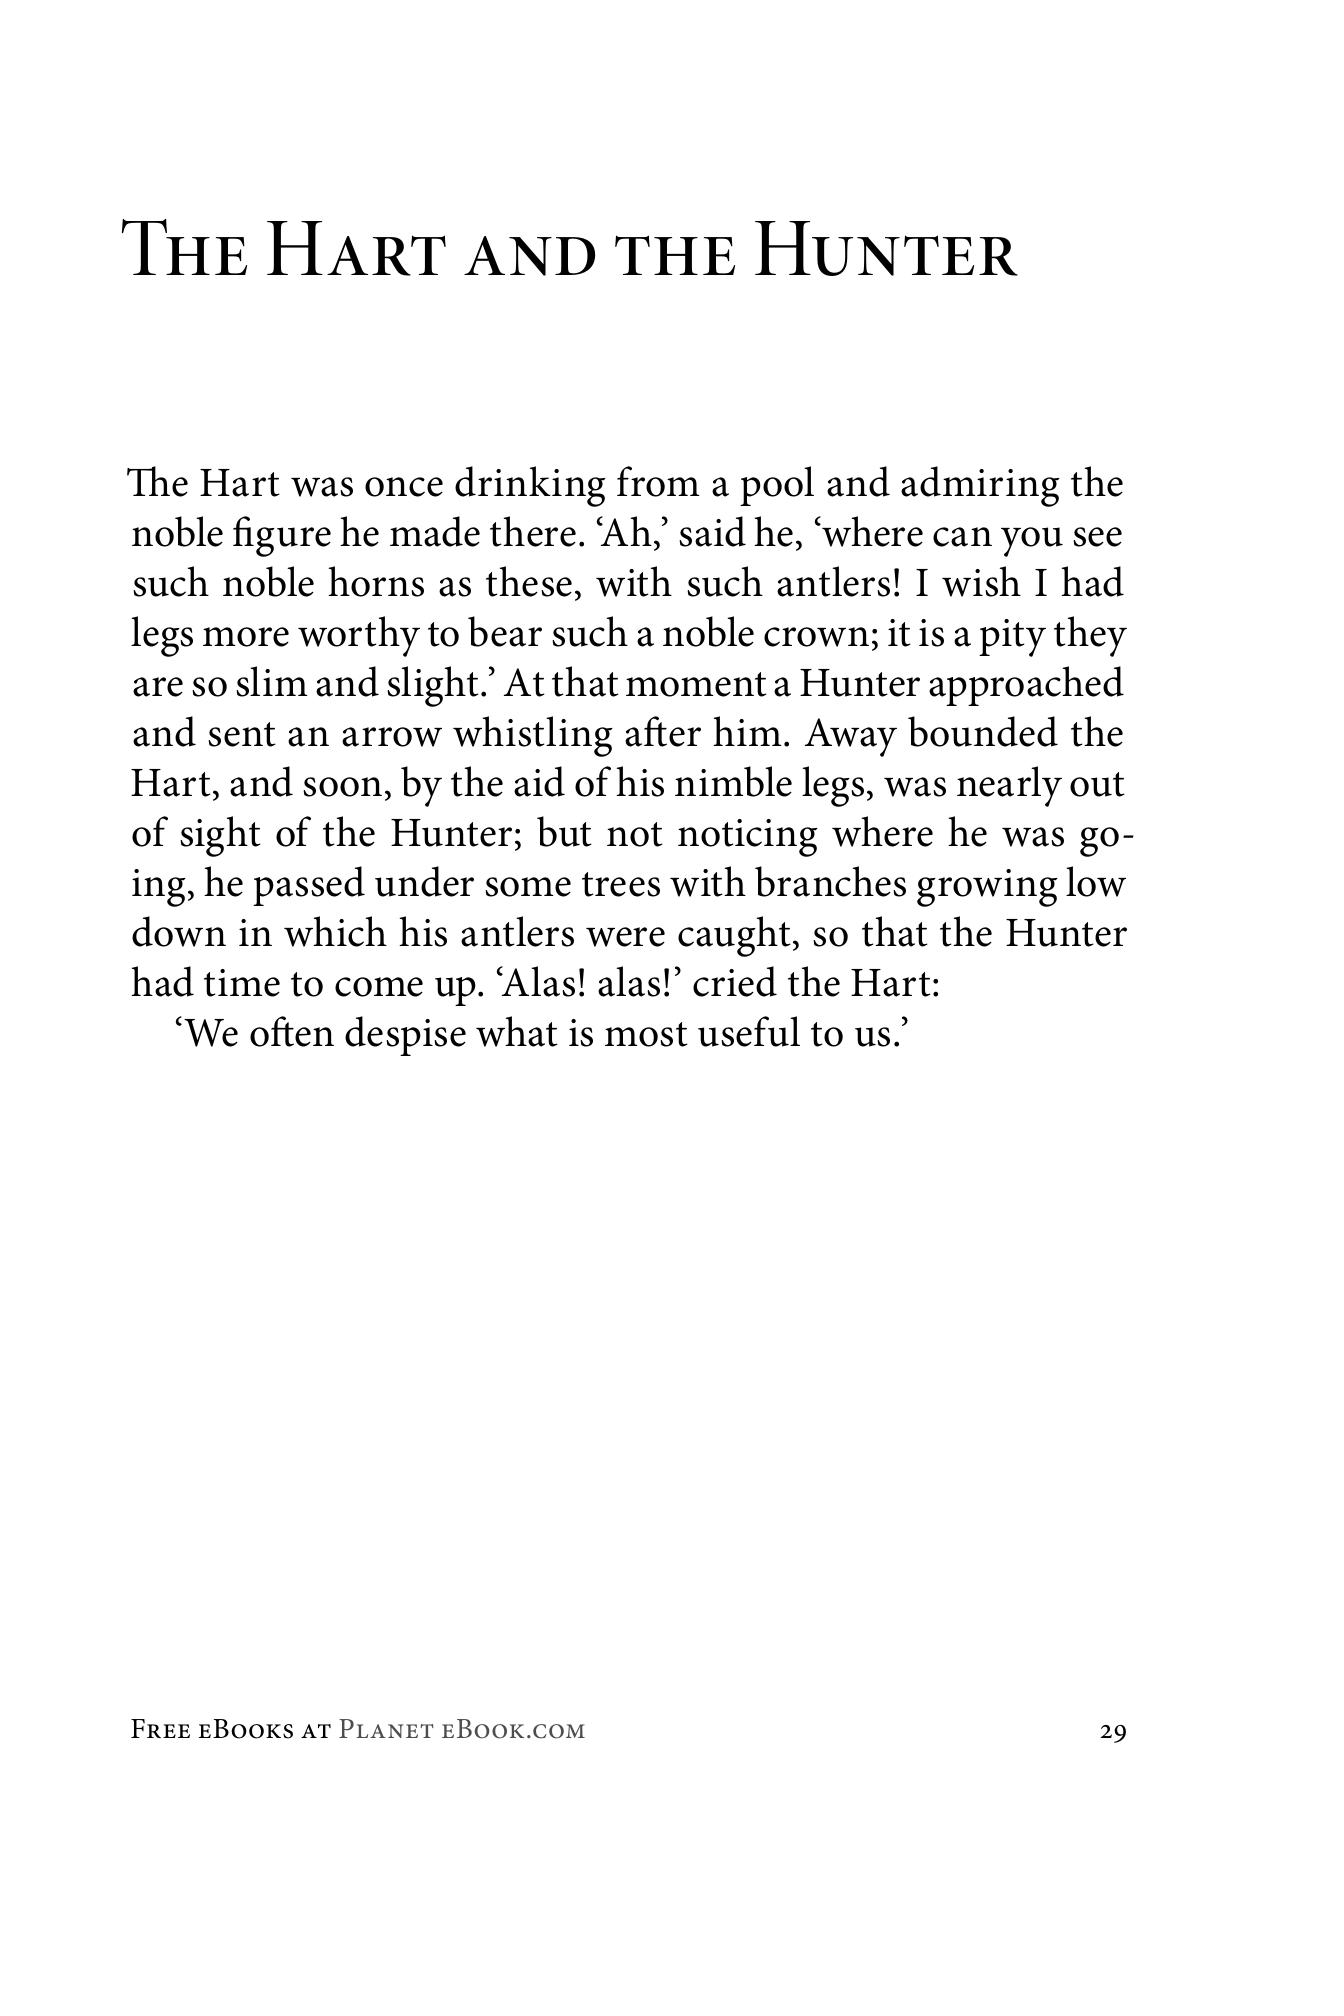 The Hart and the Hunter
The Hart was once drinking from a pool and admiring the
noble figure he made there. ‘Ah,’ said he, ‘where can you see
such noble horns as these, with such antlers! I wish I had
legs more worthy to bear such a noble crown; it is a pity they
are so slim and slight.’ At that moment a Hunter approached
and sent an arrow whistling after him. Away bounded the
Hart, and soon, by the aid of his nimble legs, was nearly out
of sight of the Hunter; but not noticing where he was go-
ing, he passed under some trees with branches growing low
down in which his antlers were caught, so that the Hunter
had time to come up. ‘Alas! alas!’ cried the Hart:
‘We often despise what is most useful to us.’
Free eBooks at Planet eBook.com 29